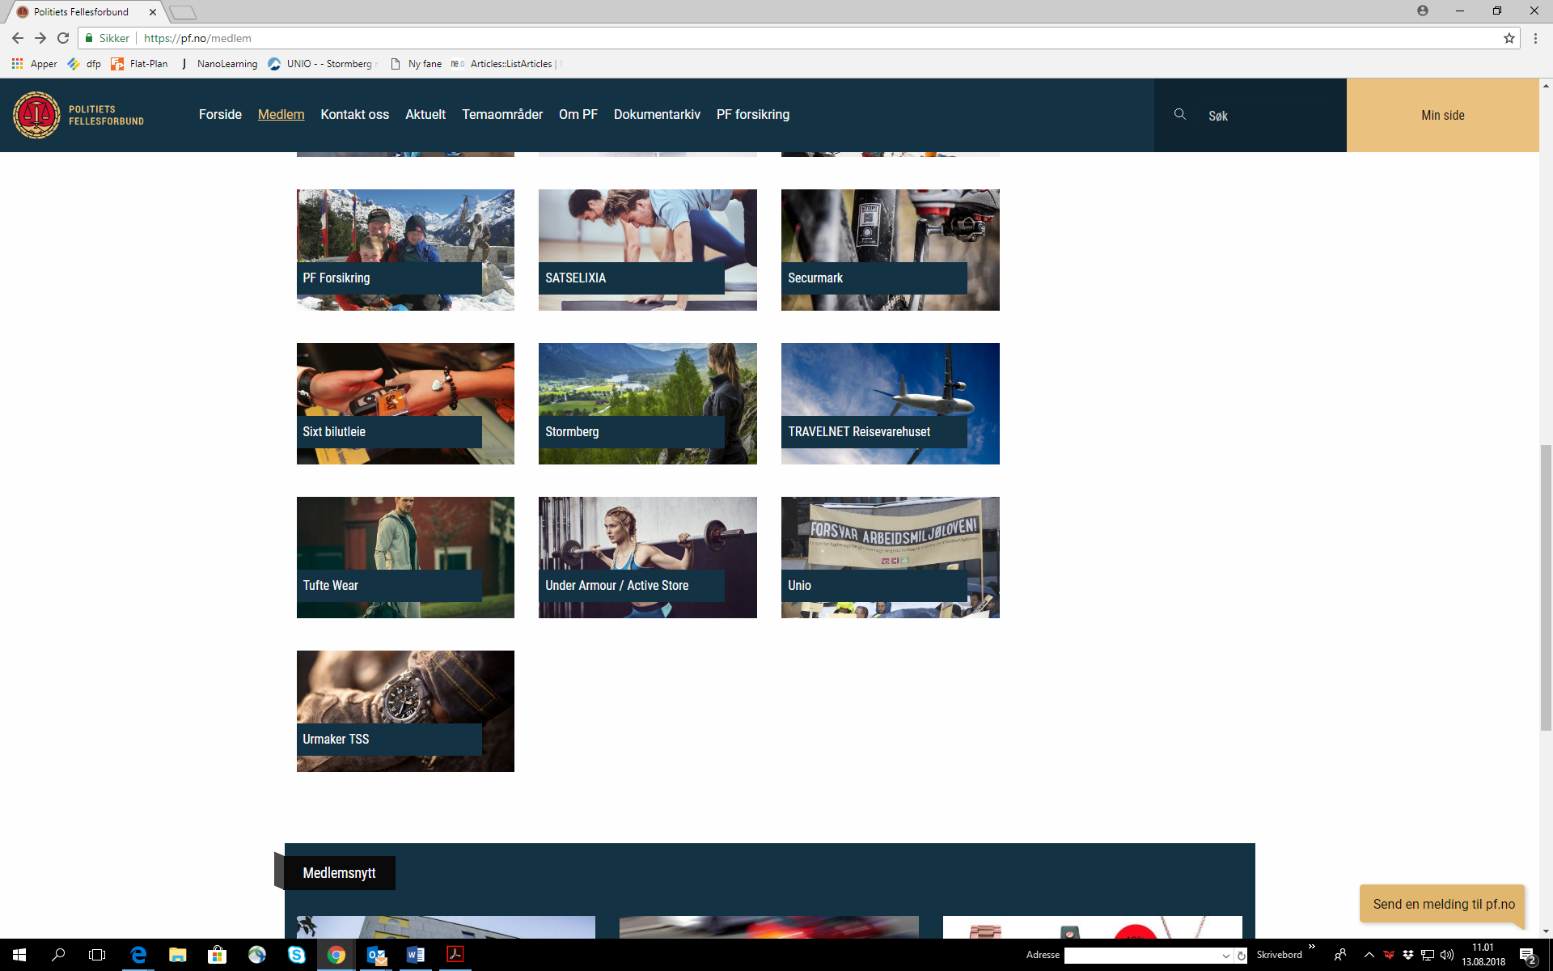 Politiets Fellesforbund
Sikker https://pf.no/medlem
Apper dfp Flat-Plan NanoLearning UNIO - - Stormberg Ny fane Articles::ListArticles |
POLITIETS
FELLESFORBUND
Forside Medlem Kontakt oss Aktuelt Temaområder Om PF Dokumentarkiv PF forsikring
Søk
Min side
PF Forsikring
SATSELIXIA
STOP!
Securmark
Sixt
Sixt bilutleie
Stormberg
TRAVELNET Reisevarehuset
Tufte Wear
Under Armour / Active Store
FORSVAR ARBEIDSMILJØLOVEN!
Unio
Urmaker TSS
Medlemsnytt
Send en melding til pf.no
Adresse
Skrivebord
11.01
13.08.2018
2